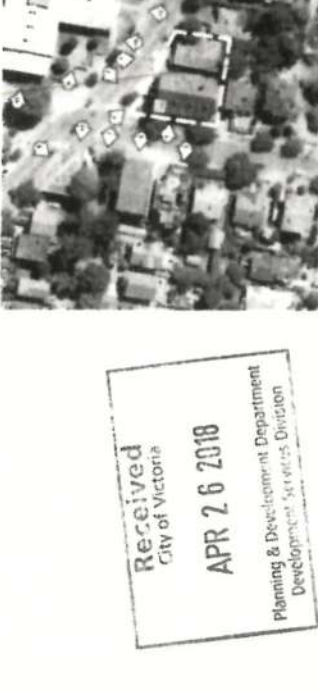 Received
City of Victoria
APR 2 6 2018
Planning & Development Department
Development Services Division